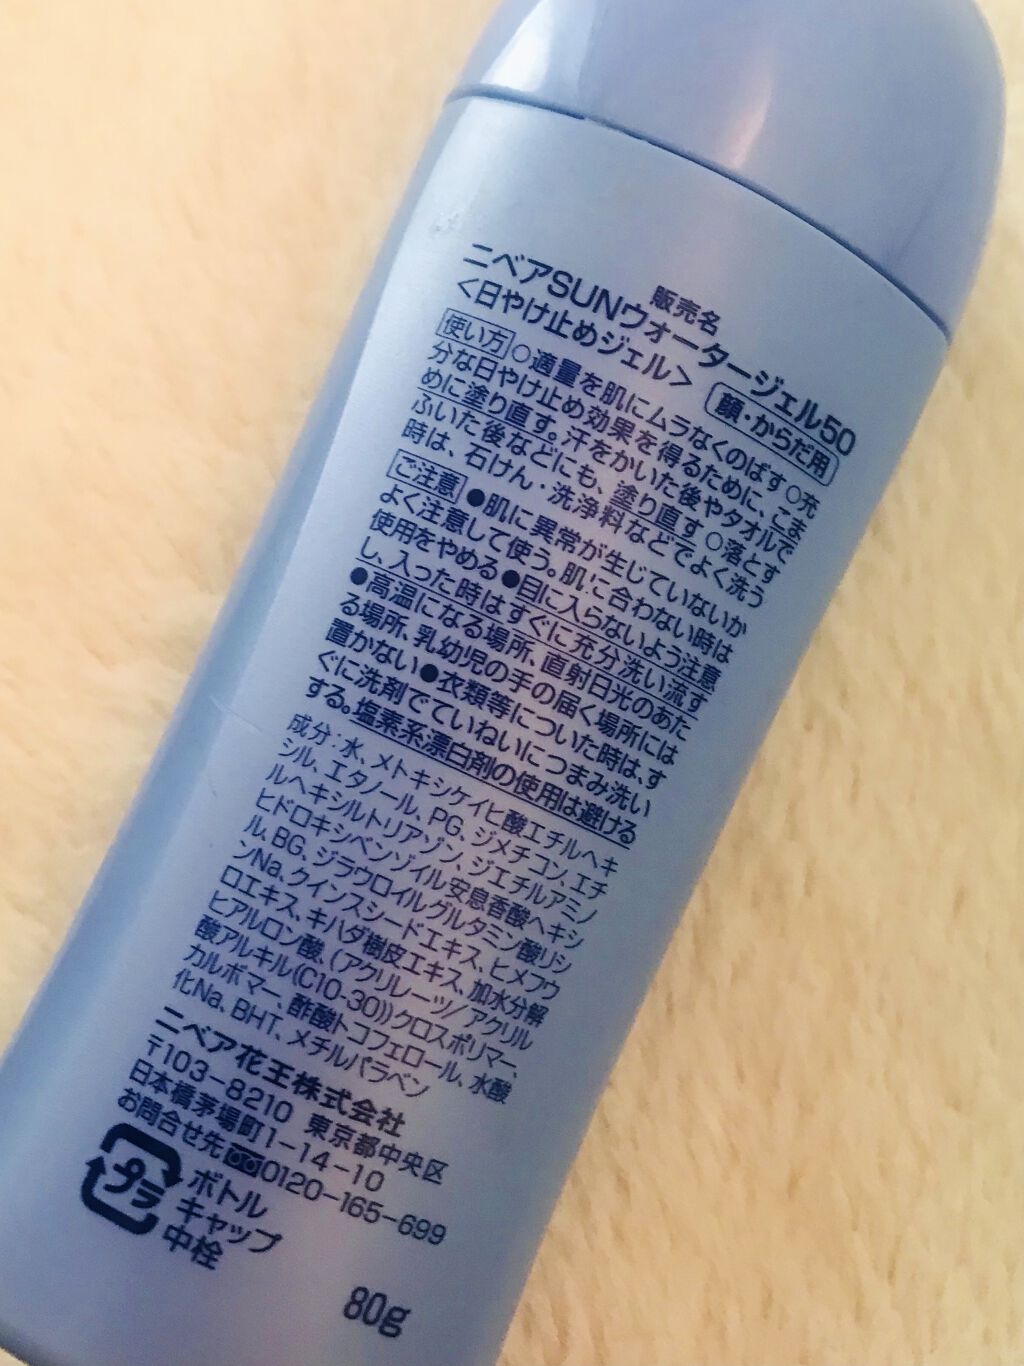 販売名
ニベアSUNウォータージェル50
<日やけ止めジェル> 顔・からだ用
使い方 ○適量を肌にムラなくのばす ○充
分な日やけ止め効果を得るために、こま
めに塗り直す。汗をかいた後やタオルで
ふいた後などにも、塗り直す ○落とす
時は、石けん・洗浄料などでよく洗う
ご注意 ●肌に異常が生じていないか
よく注意して使う。肌に合わない時は
使用をやめる ●目に入らないよう注意
し、入った時はすぐに充分洗い流す
●高温になる場所、直射日光のあた
る場所、乳幼児の手の届く場所には
置かない ●衣類等についた時は、す
ぐに洗剤でていねいにつまみ洗い
する。塩素系漂白剤の使用は避ける
成分:水、メトキシケイヒ酸エチルヘキ
シル、エタノール、PG、ジメチコン、エチ
ルヘキシルトリアゾン、ジエチルアミノ
ヒドロキシベンゾイル安息香酸ヘキシ
ル、BG、ジラウロイルグルタミン酸リシ
ンNa、クインスシードエキス、ヒメフウ
ロエキス、キハダ樹皮エキス、加水分解
ヒアルロン酸、(アクリレーツ/アクリル
酸アルキル(C10-30))クロスポリマー、
カルボマー、酢酸トコフェロール、水酸
化Na、BHT、メチルパラベン
ニベア花王株式会社
〒103-8210 東京都中央区
日本橋茅場町1-14-10
お問合せ先 0120-165-699
プラ ボトル
キャップ
中栓
80g